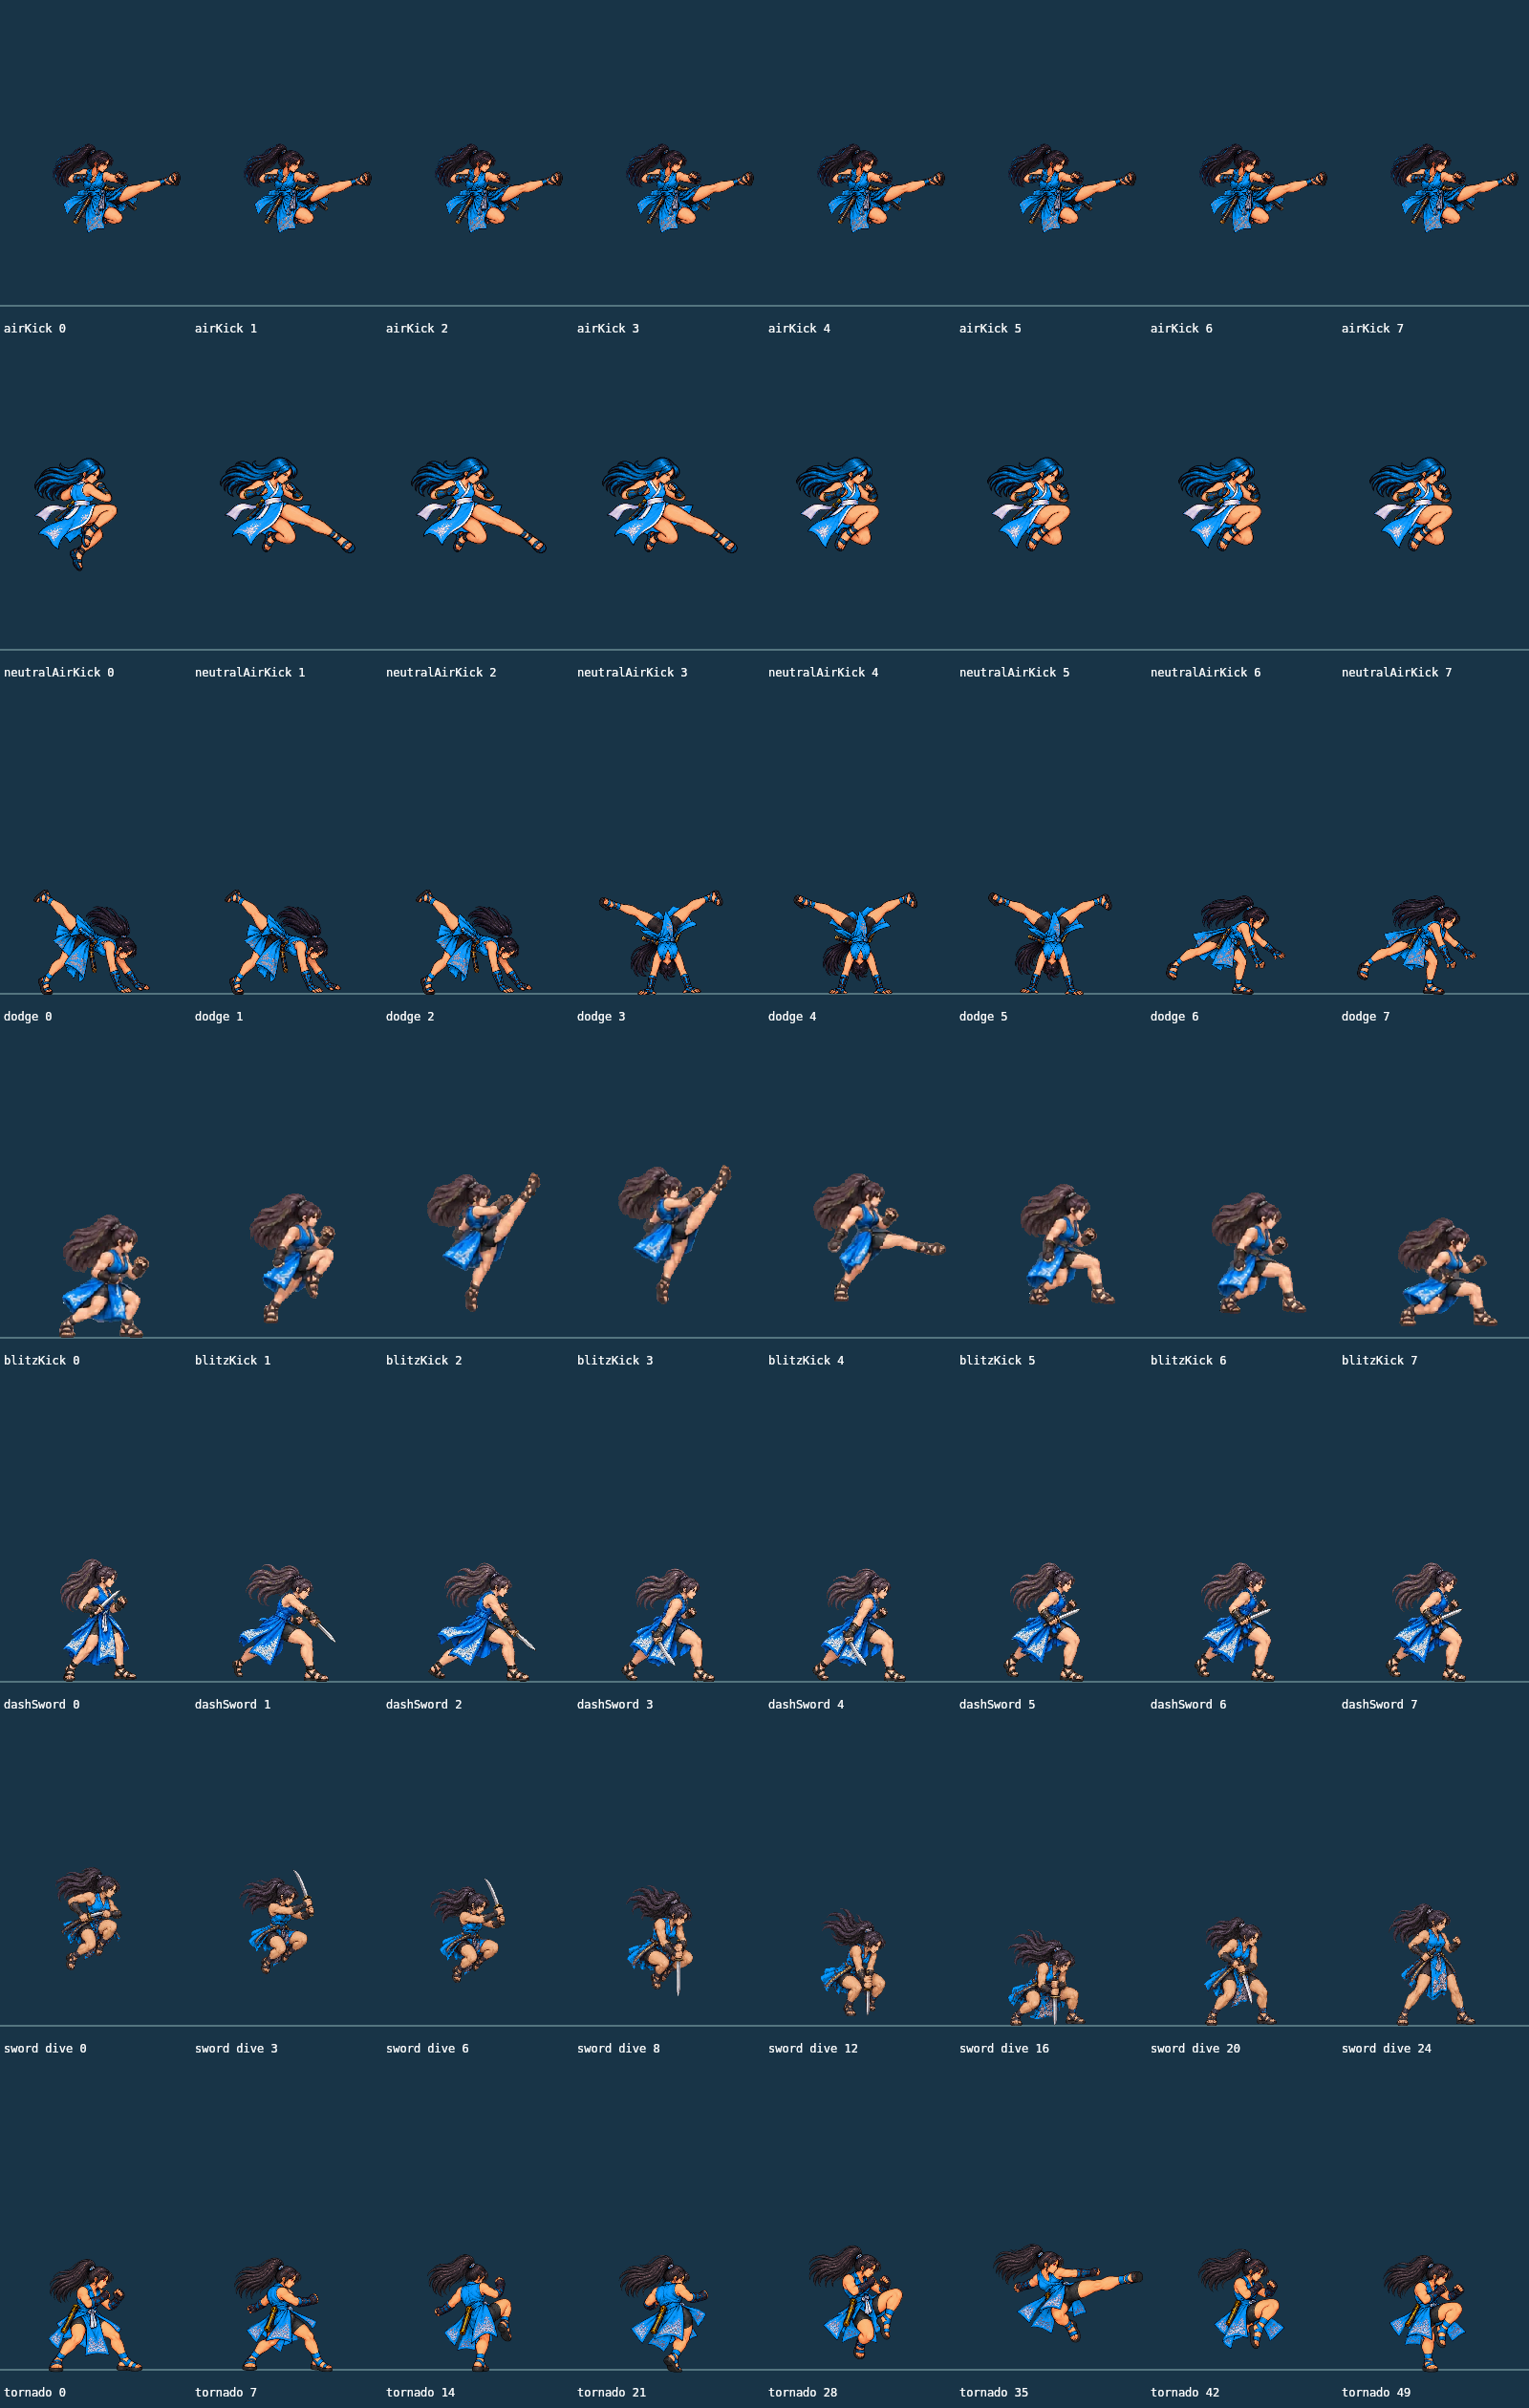 airKick 0 airKick 1 airKick 2 airKick 3 airKick 4 airKick 5 airKick 6 airKick 7
neutralAirKick 0 neutralAirKick 1 neutralAirKick 2 neutralAirKick 3 neutralAirKick 4 neutralAirKick 5 neutralAirKick 6 neutralAirKick 7
dodge 0 dodge 1 dodge 2 dodge 3 dodge 4 dodge 5 dodge 6 dodge 7
blitzKick 0 blitzKick 1 blitzKick 2 blitzKick 3 blitzKick 4 blitzKick 5 blitzKick 6 blitzKick 7
dashSword 0 dashSword 1 dashSword 2 dashSword 3 dashSword 4 dashSword 5 dashSword 6 dashSword 7
sword dive 0 sword dive 3 sword dive 6 sword dive 8 sword dive 12 sword dive 16 sword dive 20 sword dive 24
tornado 0 tornado 7 tornado 14 tornado 21 tornado 28 tornado 35 tornado 42 tornado 49